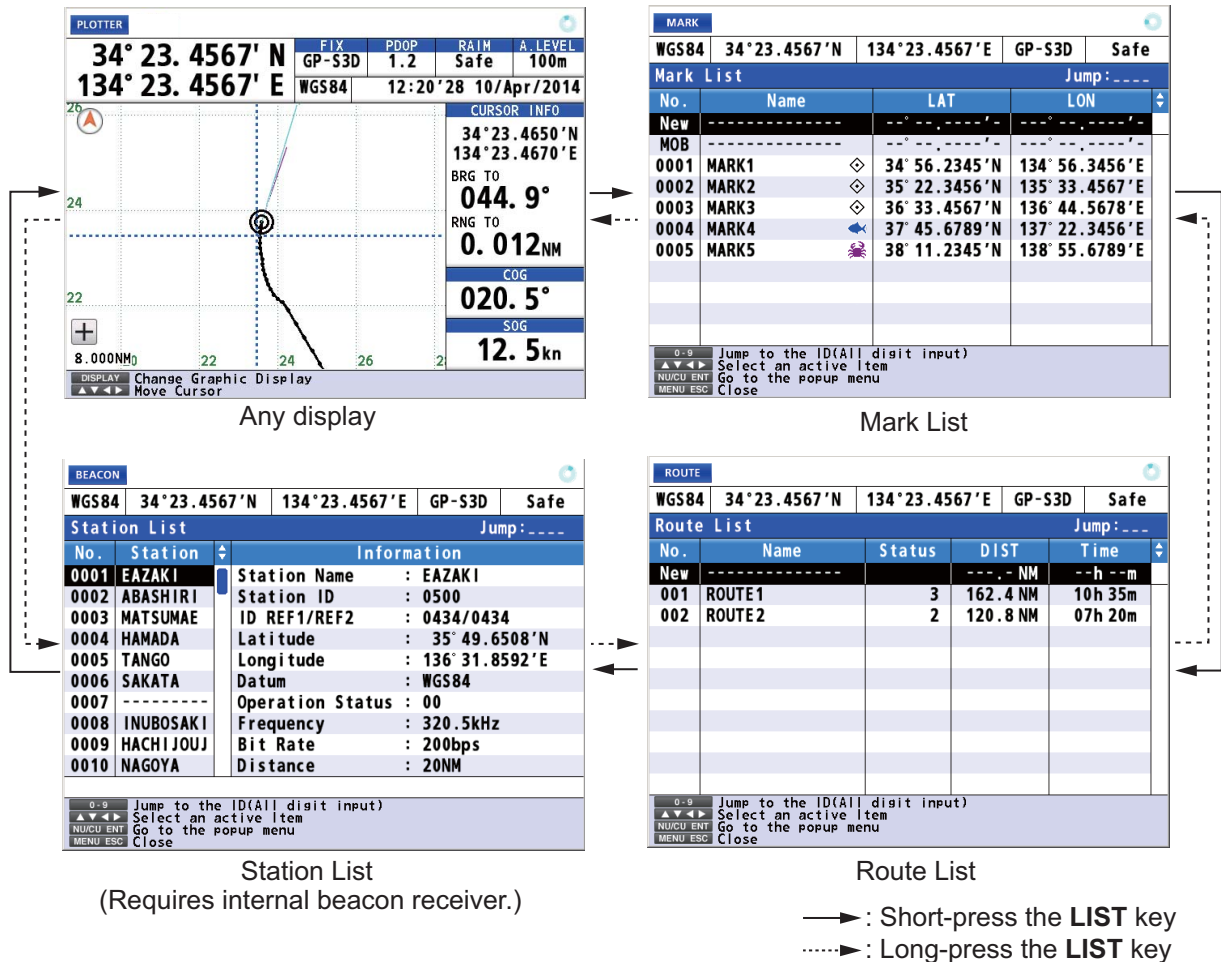 PLOTTER
34° 23. 4567' N
134° 23. 4567' E
FIX PDOP RAIM A.LEVEL
GP-S3D 1.2 Safe 100m
WGS84 12:20'28 10/Apr/2014
26
24
22
8.000NM 0 22 24 26 2
CURSOR INFO
34°23.4650'N
134°23.4670'E
BRG TO
044. 9°
RNG TO
0. 012NM
COG
020. 5°
SOG
12. 5kn
DISPLAY Change Graphic Display
▲▼◀▶ Move Cursor
Any display
MARK
WGS84 34°23.4567'N 134°23.4567'E GP-S3D Safe
Mark List Jump:____
No. Name LAT LON
New -------------- --° --.----'- ---° --.----'-
MOB -------------- --° --.----'- ---° --.----'-
0001 MARK1 34° 56.2345'N 134° 56.3456'E
0002 MARK2 35° 22.3456'N 135° 33.4567'E
0003 MARK3 36° 33.4567'N 136° 44.5678'E
0004 MARK4 37° 45.6789'N 137° 22.3456'E
0005 MARK5 38° 11.2345'N 138° 55.6789'E
0-9 Jump to the ID(All digit input)
▲▼◀▶ Select an active Item
NU/CU ENT Go to the popup menu
MENU ESC Close
Mark List
BEACON
WGS84 34°23.4567'N 134°23.4567'E GP-S3D Safe
Station List Jump:____
No. Station Information
0001 EAZAKI Station Name : EAZAKI
0002 ABASHIRI Station ID : 0500
0003 MATSUMAE ID REF1/REF2 : 0434/0434
0004 HAMADA Latitude : 35° 49.6508'N
0005 TANGO Longitude : 136° 31.8592'E
0006 SAKATA Datum : WGS84
0007 --------- Operation Status : 00
0008 INUBOSAKI Frequency : 320.5kHz
0009 HACHIJOUJ Bit Rate : 200bps
0010 NAGOYA Distance : 20NM
0-9 Jump to the ID(All digit input)
▲▼◀▶ Select an active Item
NU/CU ENT Go to the popup menu
MENU ESC Close
Station List
(Requires internal beacon receiver.)
ROUTE
WGS84 34°23.4567'N 134°23.4567'E GP-S3D Safe
Route List Jump:___
No. Name Status DIST Time
New -------------- ---.- NM --h --m
001 ROUTE1 3 162.4 NM 10h 35m
002 ROUTE2 2 120.8 NM 07h 20m
0-9 Jump to the ID(All digit input)
▲▼◀▶ Select an active Item
NU/CU ENT Go to the popup menu
MENU ESC Close
Route List
: Short-press the LIST key
: Long-press the LIST key